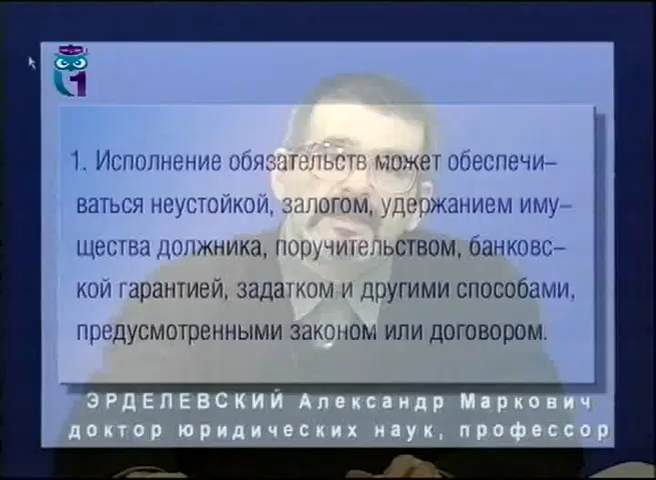 1
1. Исполнение обязательств может обеспечи–
ваться неустойкой, залогом, удержанием иму–
щества должника, поручительством, банковс–
кой гарантией, задатком и другими способами,
предусмотренными законом или договором.
ЭРДЕЛЕВСКИЙ Александр Маркович
доктор юридических наук, профессор